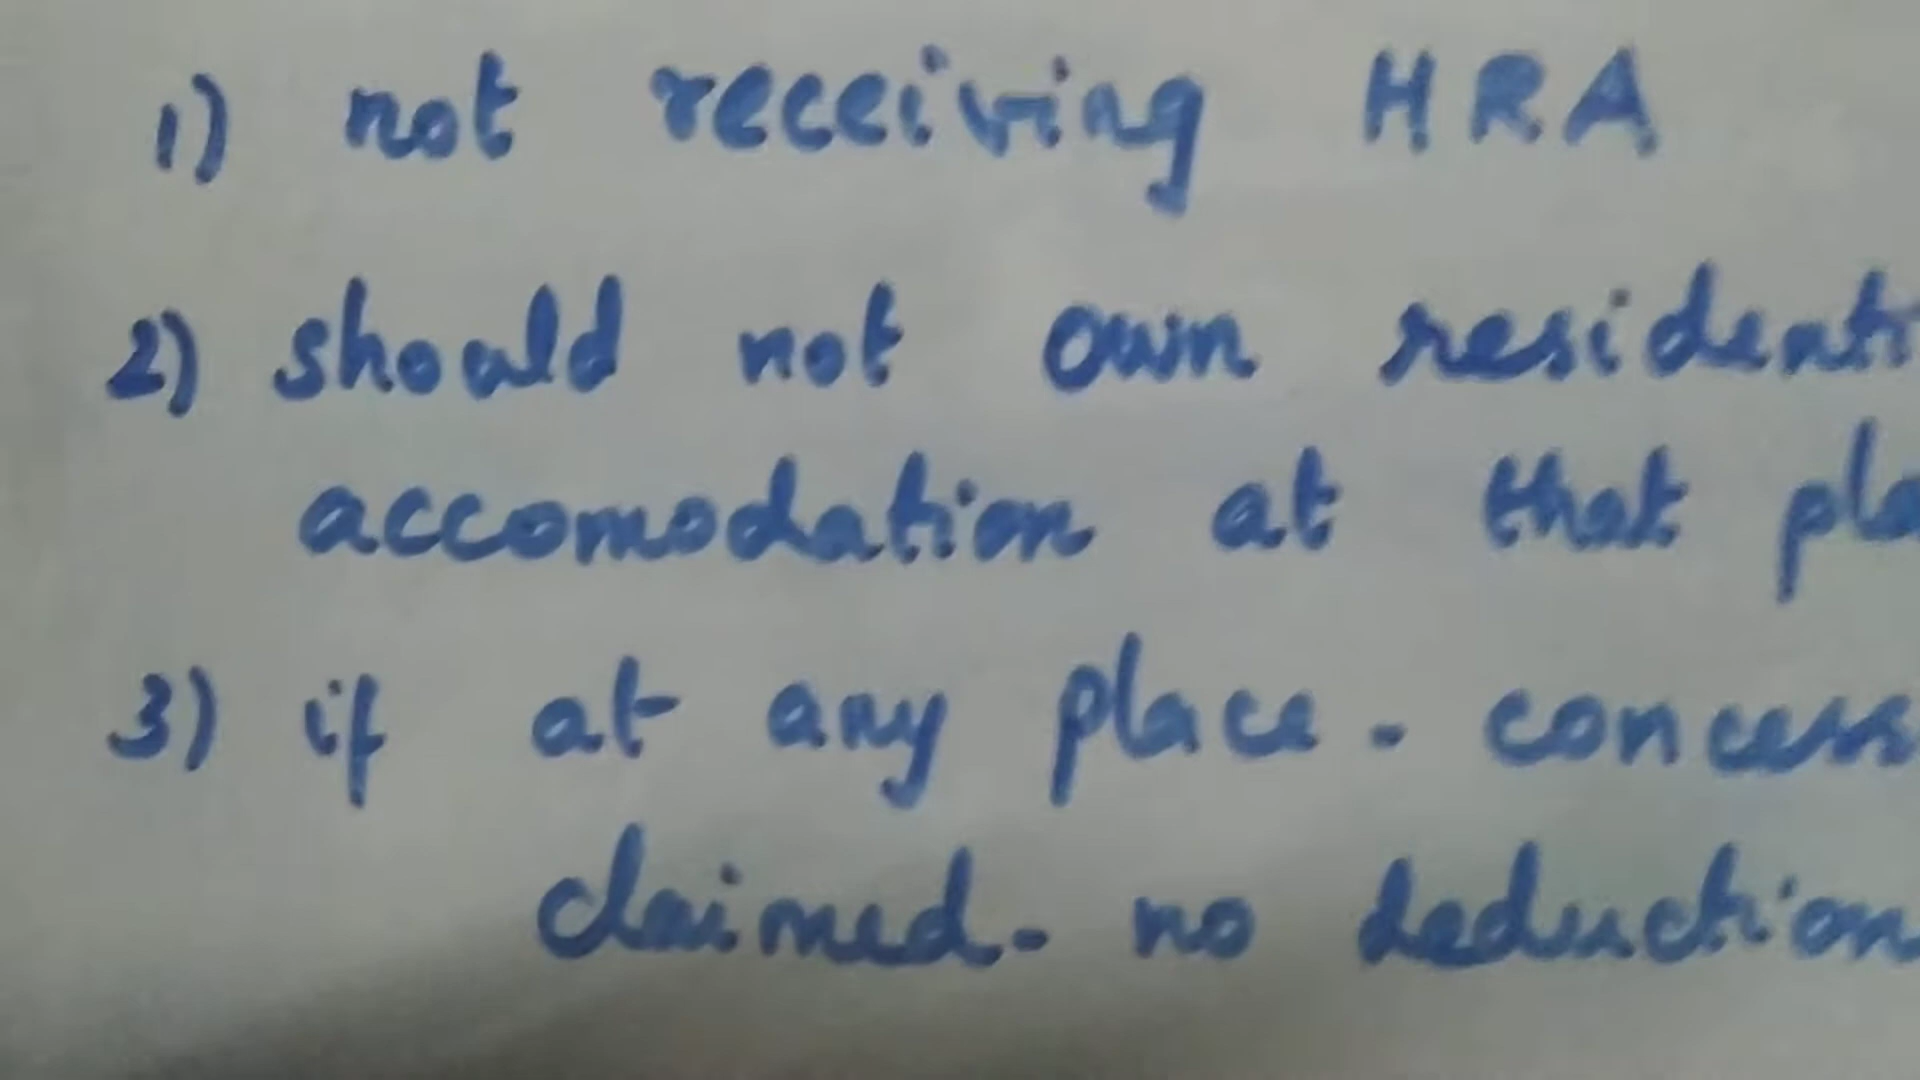 1) not receiving HRA
2) should not own residenti
accomodation at that pla
3) if at any place - concess
claimed - no deduction